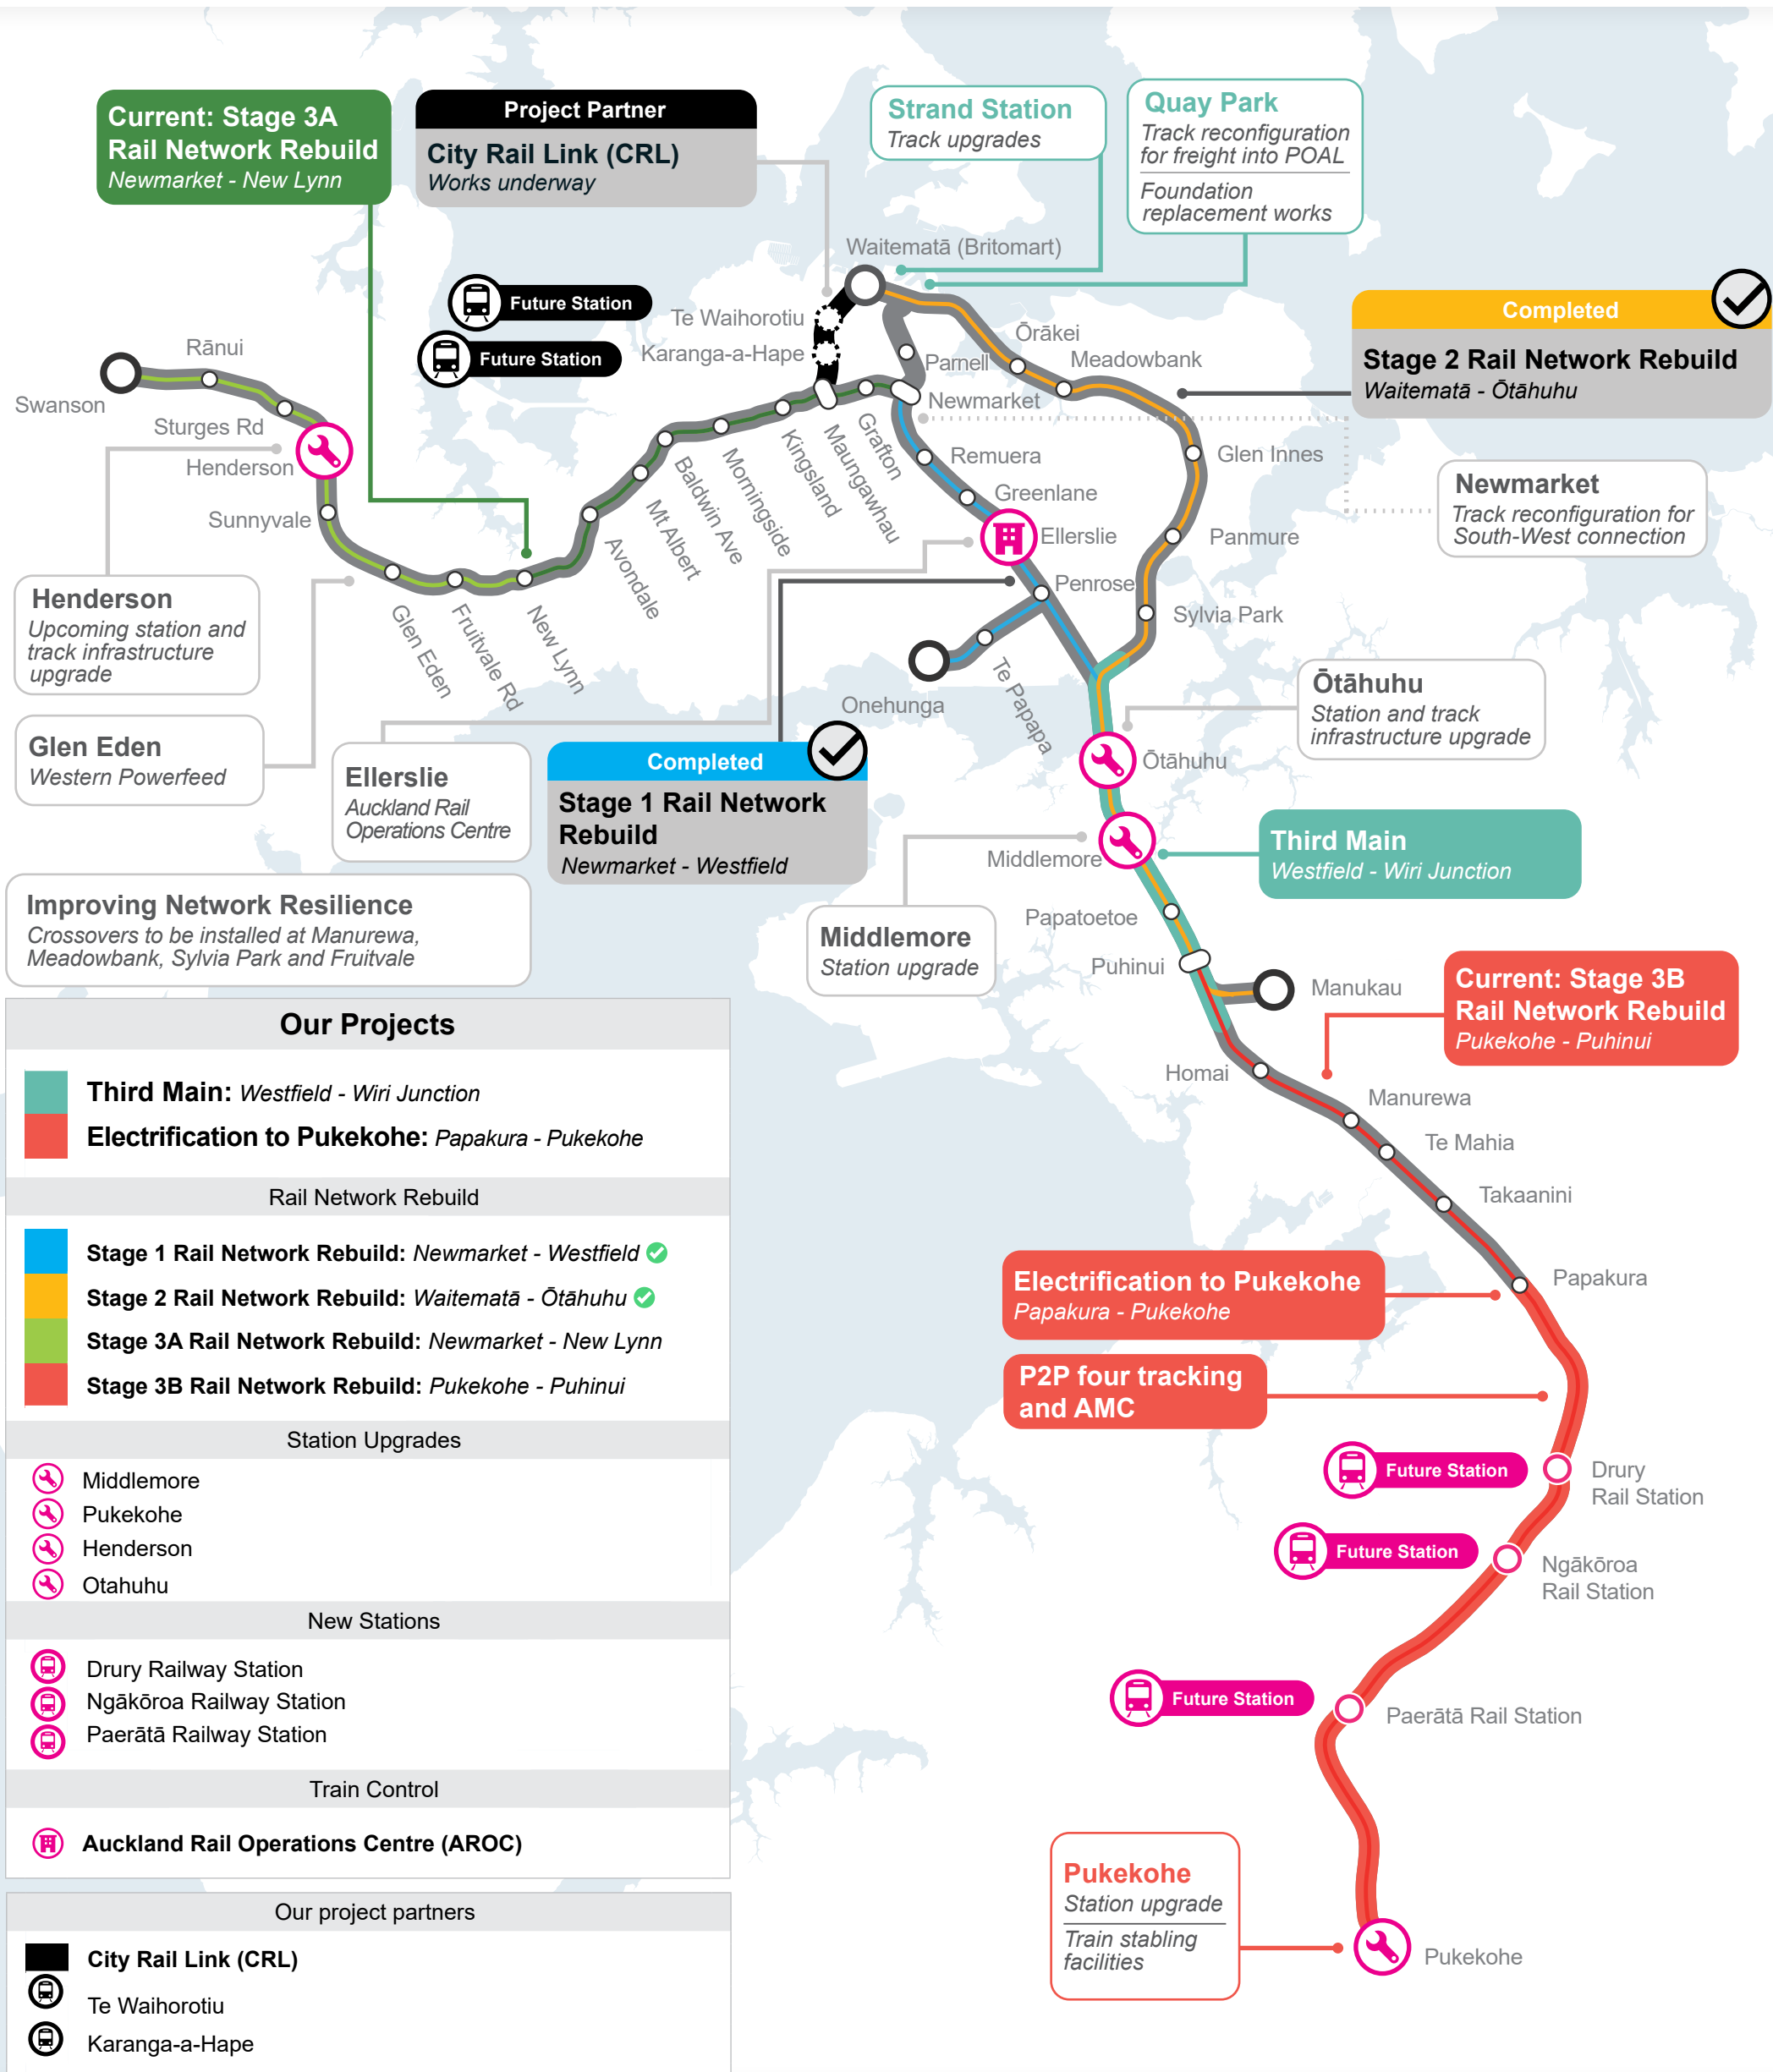 Current: Stage 3A
Rail Network Rebuild
Newmarket - New Lynn
Project Partner
City Rail Link (CRL)
Works underway
Strand Station
Track upgrades
Quay Park
Track reconfiguration
for freight into POAL
Foundation
replacement works
Waitematā (Britomart)
Future Station
Te Waihorotiu
Future Station
Karanga-a-Hape
Completed
Stage 2 Rail Network Rebuild
Waitematā - Ōtāhuhu
Rānui
Swanson
Sturges Rd
Henderson
Sunnyvale
Ōrākei
Meadowbank
Parnell
Newmarket
Remuera
Greenlane
Ellerslie
Penrose
Glen Innes
Panmure
Sylvia Park
Newmarket
Track reconfiguration for
South-West connection
Grafton
Maungawhau
Kingsland
Morningside
Baldwin Ave
Mt Albert
Avondale
New Lynn
Fruitvale Rd
Glen Eden
Te Papapa
Onehunga
Henderson
Upcoming station and
track infrastructure
upgrade
Glen Eden
Western Powerfeed
Ellerslie
Auckland Rail
Operations Centre
Completed
Stage 1 Rail Network
Rebuild
Newmarket - Westfield
Ōtāhuhu
Station and track
infrastructure upgrade
Ōtāhuhu
Middlemore
Third Main
Westfield - Wiri Junction
Improving Network Resilience
Crossovers to be installed at Manurewa,
Meadowbank, Sylvia Park and Fruitvale
Middlemore
Station upgrade
Papatoetoe
Puhinui
Manukau
Current: Stage 3B
Rail Network Rebuild
Pukekohe - Puhinui
Homai
Manurewa
Te Mahia
Takaanini
Papakura
Electrification to Pukekohe
Papakura - Pukekohe
P2P four tracking
and AMC
Future Station
Drury
Rail Station
Future Station
Ngākōroa
Rail Station
Future Station
Paerātā Rail Station
Pukekohe
Station upgrade
Train stabling
facilities
Pukekohe
Our Projects
Third Main: Westfield - Wiri Junction
Electrification to Pukekohe: Papakura - Pukekohe
Rail Network Rebuild
Stage 1 Rail Network Rebuild: Newmarket - Westfield
Stage 2 Rail Network Rebuild: Waitematā - Ōtāhuhu
Stage 3A Rail Network Rebuild: Newmarket - New Lynn
Stage 3B Rail Network Rebuild: Pukekohe - Puhinui
Station Upgrades
Middlemore
Pukekohe
Henderson
Otahuhu
New Stations
Drury Railway Station
Ngākōroa Railway Station
Paerātā Railway Station
Train Control
Auckland Rail Operations Centre (AROC)
Our project partners
City Rail Link (CRL)
Te Waihorotiu
Karanga-a-Hape